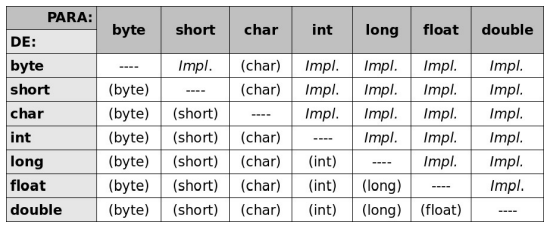 PARA:
DE:
byte short char int long float double
byte ---- Impl. (char) Impl. Impl. Impl. Impl.
short (byte) ---- (char) Impl. Impl. Impl. Impl.
char (byte) (short) ---- Impl. Impl. Impl. Impl.
int (byte) (short) (char) ---- Impl. Impl. Impl.
long (byte) (short) (char) (int) ---- Impl. Impl.
float (byte) (short) (char) (int) (long) ---- Impl.
double (byte) (short) (char) (int) (long) (float) ----